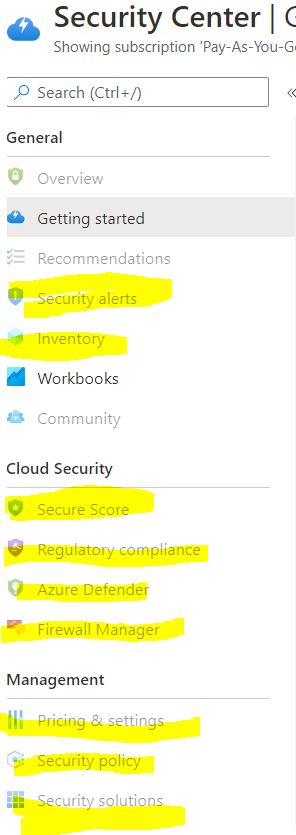 Security Center | G
Showing subscription 'Pay-As-You-Go
Search (Ctrl+/)
General
Overview
Getting started
Recommendations
Security alerts
Inventory
Workbooks
Community
Cloud Security
Secure Score
Regulatory compliance
Azure Defender
Firewall Manager
Management
Pricing & settings
Security policy
Security solutions